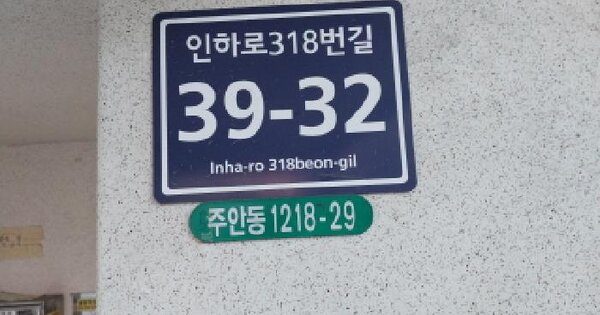 인하로318번길
39-32
Inha-ro 318beon-gil
주안동 1218-29